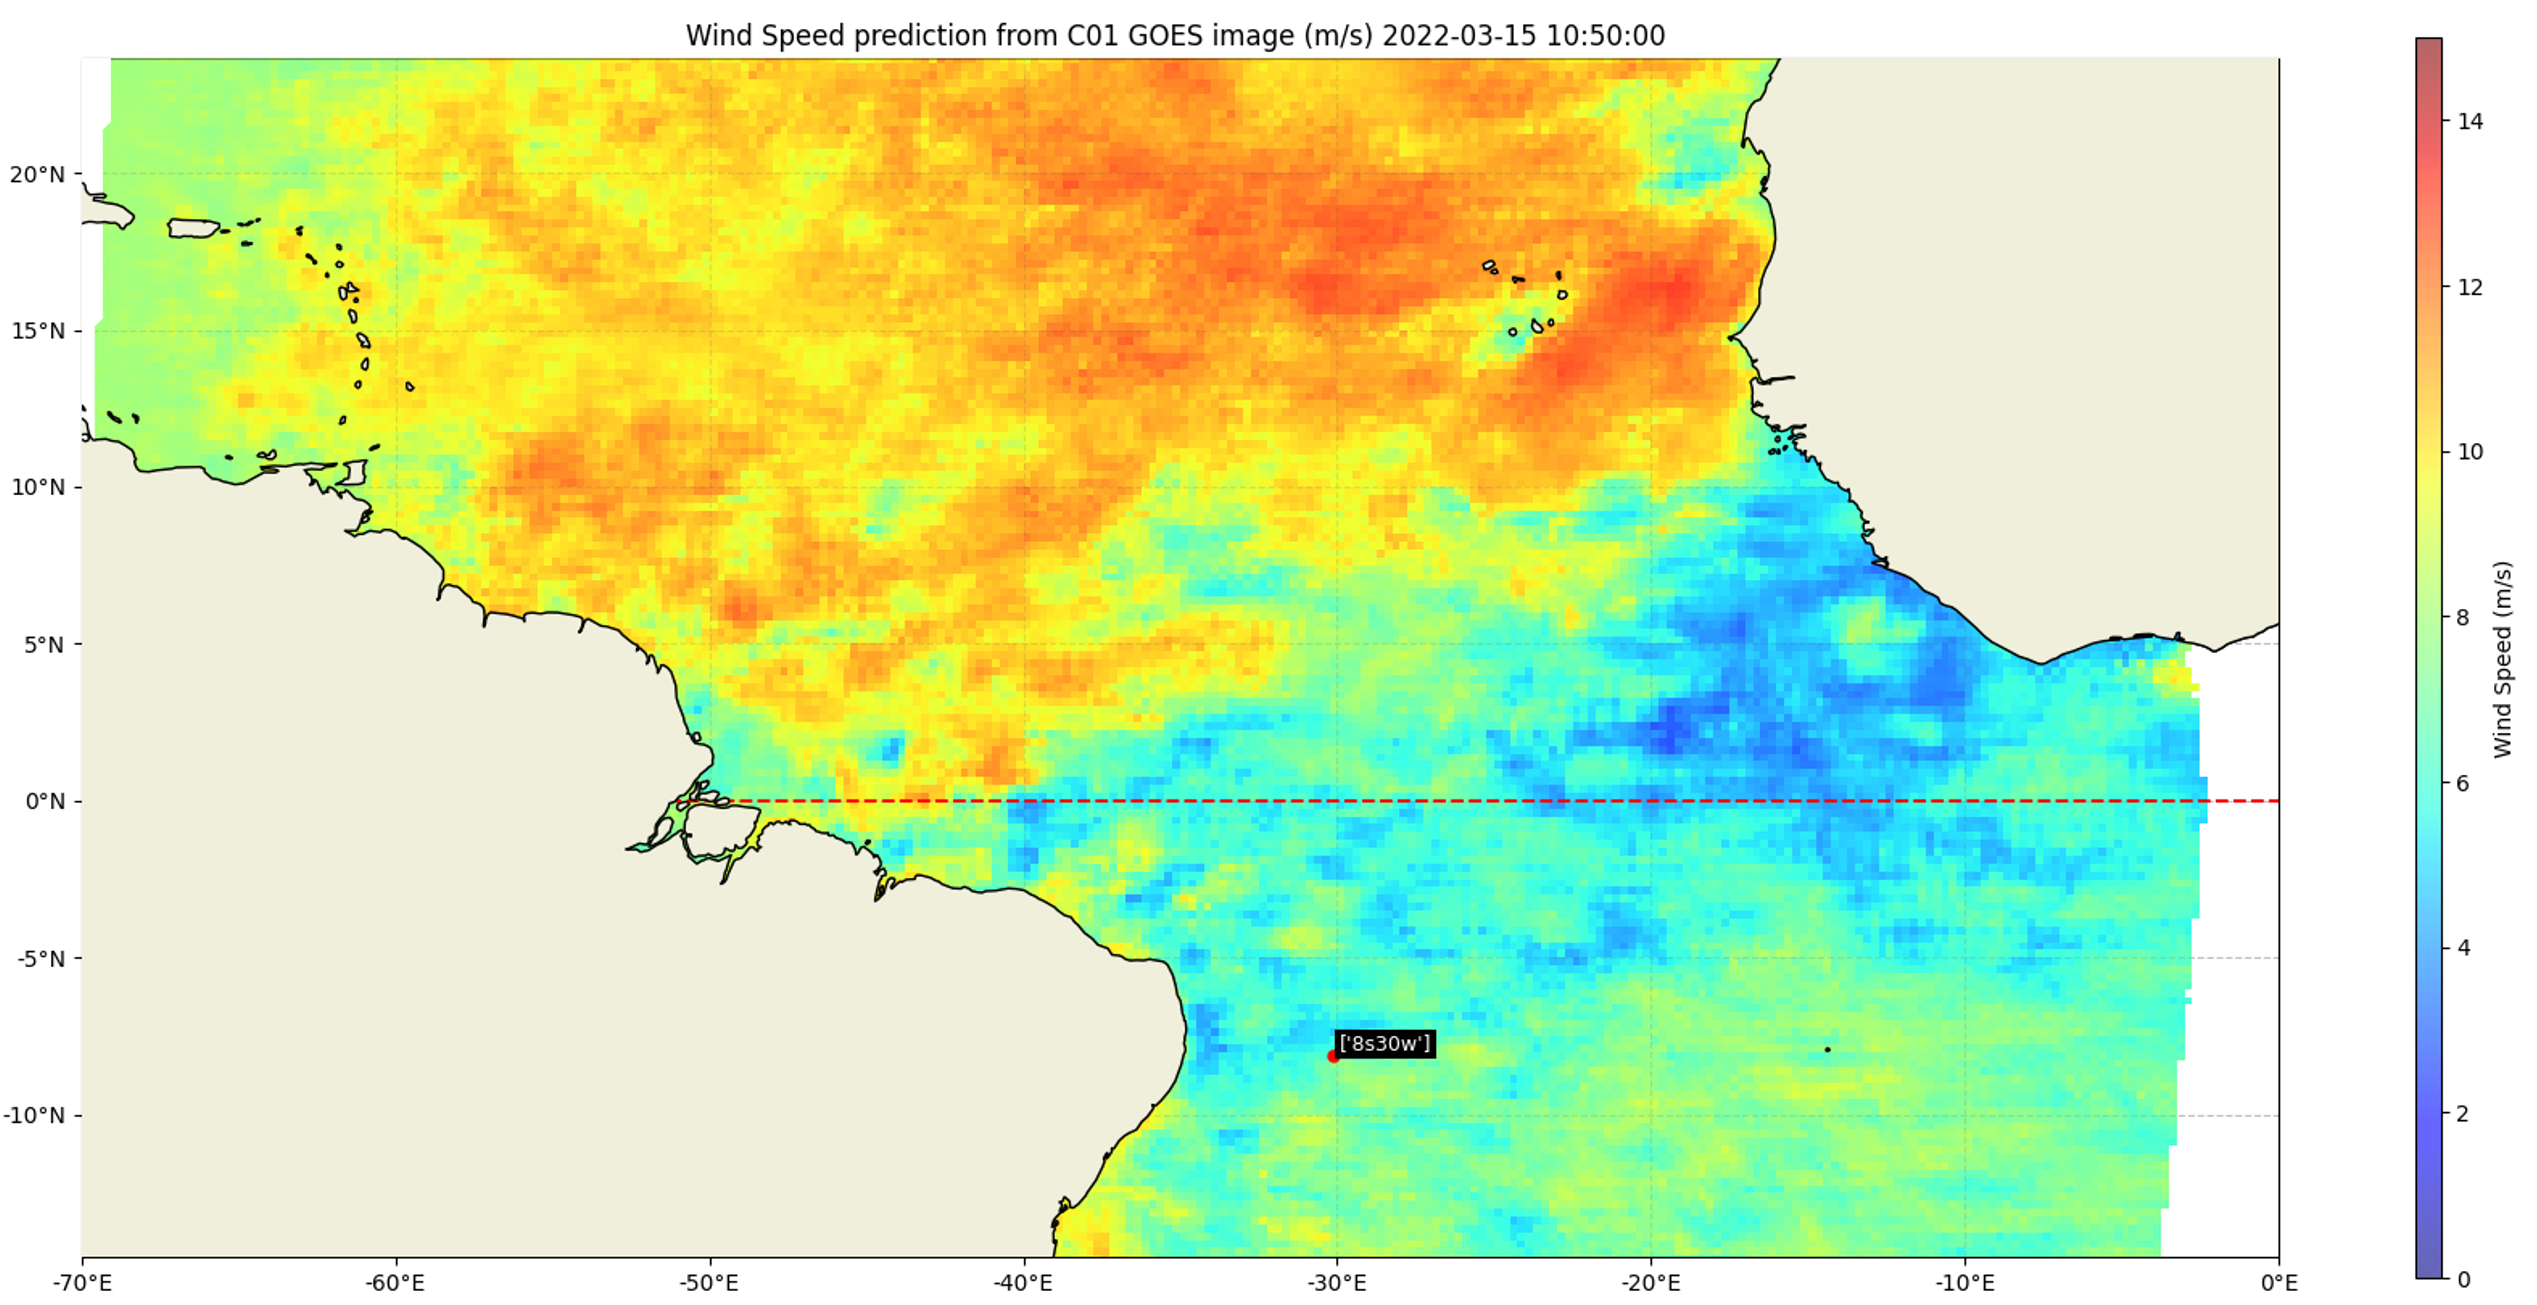 Wind Speed prediction from C01 GOES image (m/s) 2022-03-15 10:50:00
20°N
15°N
10°N
5°N
0°N
-5°N
-10°N
-70°E
-60°E
-50°E
-40°E
-30°E
-20°E
-10°E
0°E
['8s30w']
14
12
10
8
6
4
2
0
Wind Speed (m/s)